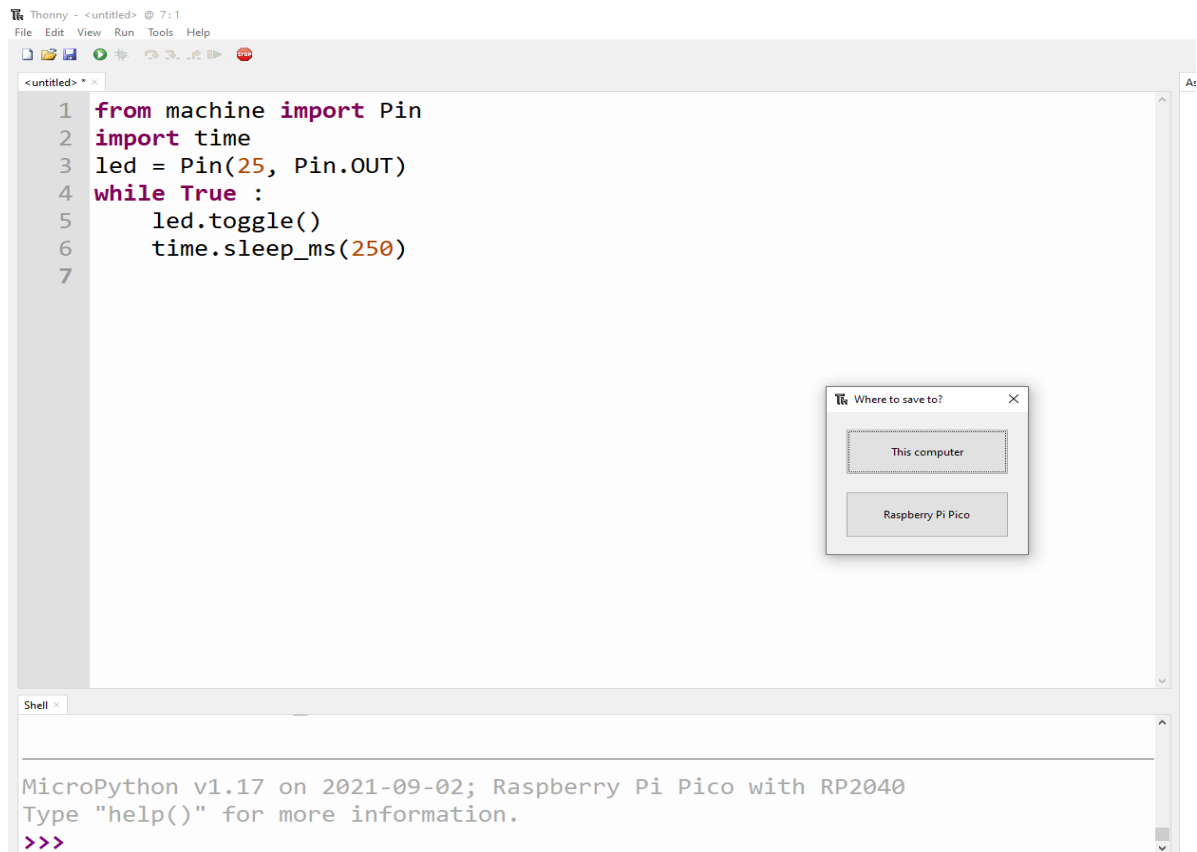 Thonny - <untitled> @ 7:1
File Edit View Run Tools Help
STOP
<untitled> * ×
1 from machine import Pin
2 import time
3 led = Pin(25, Pin.OUT)
4 while True :
5     led.toggle()
6     time.sleep_ms(250)
7
As
Where to save to?
This computer
Raspberry Pi Pico
Shell ×
MicroPython v1.17 on 2021-09-02; Raspberry Pi Pico with RP2040
Type "help()" for more information.
>>>